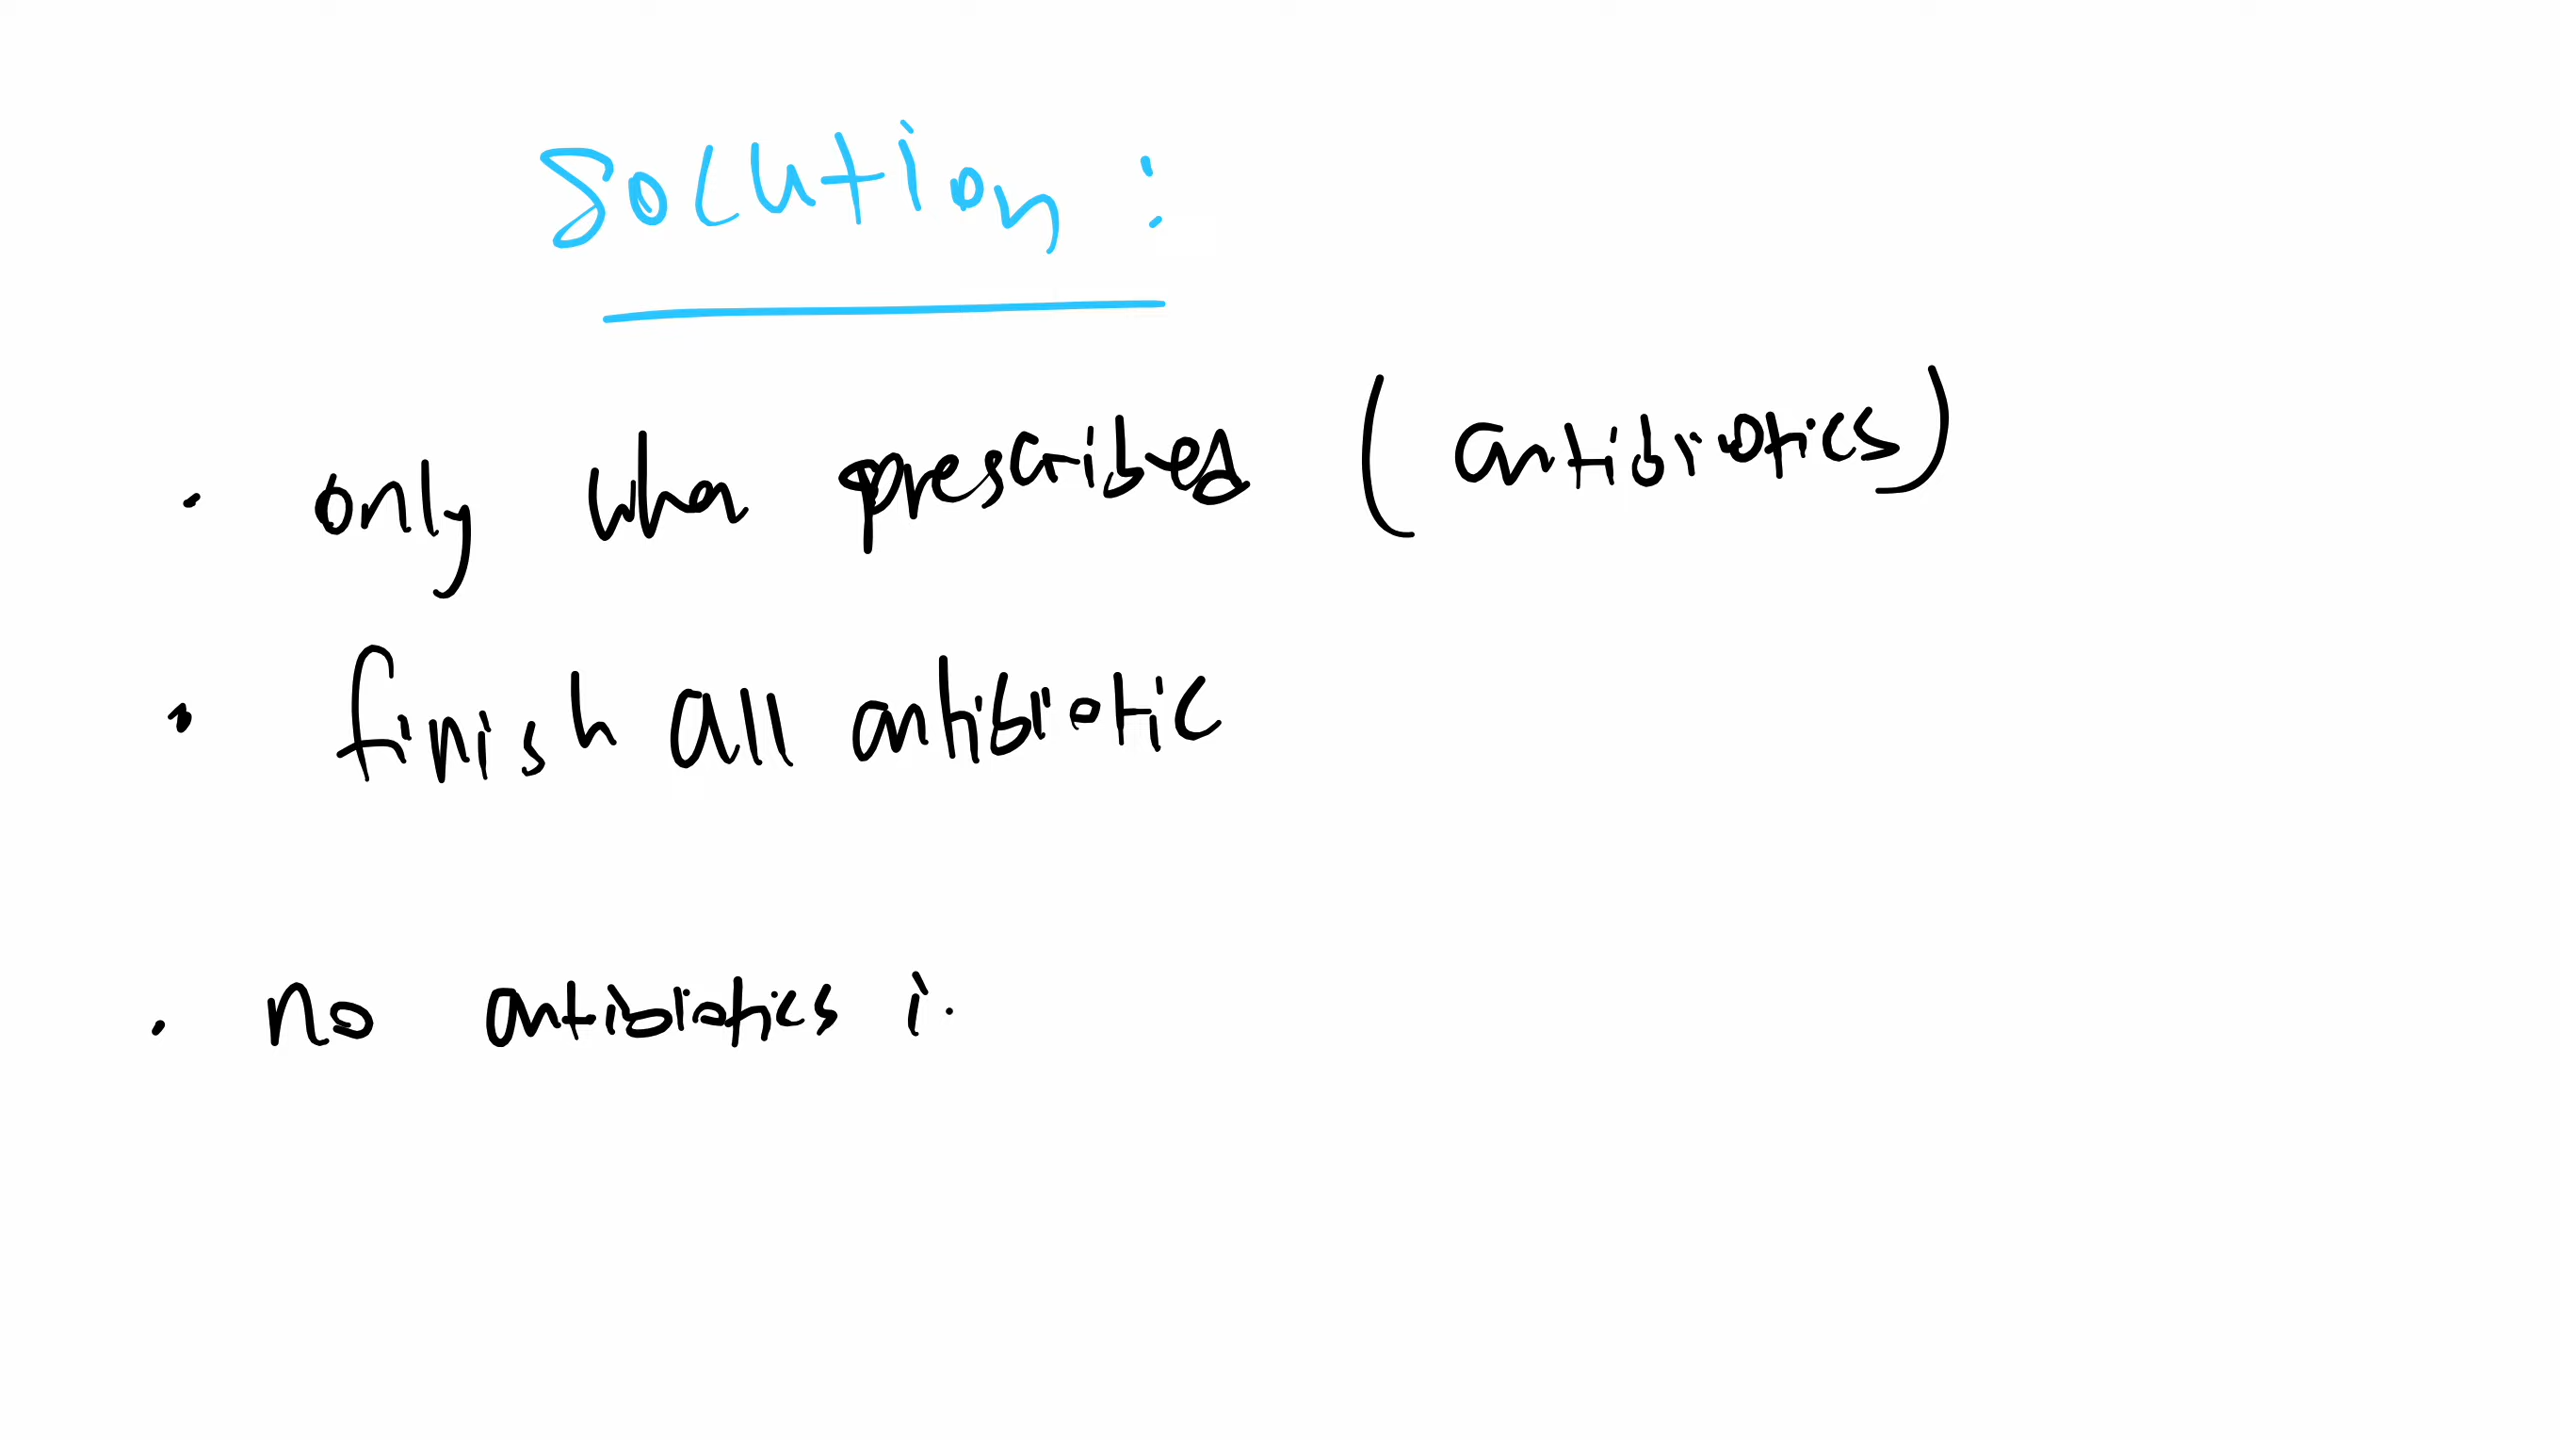 Solution :
· only when prescribed (antibiotics)
· finish all antibiotic
· no antibiotics i